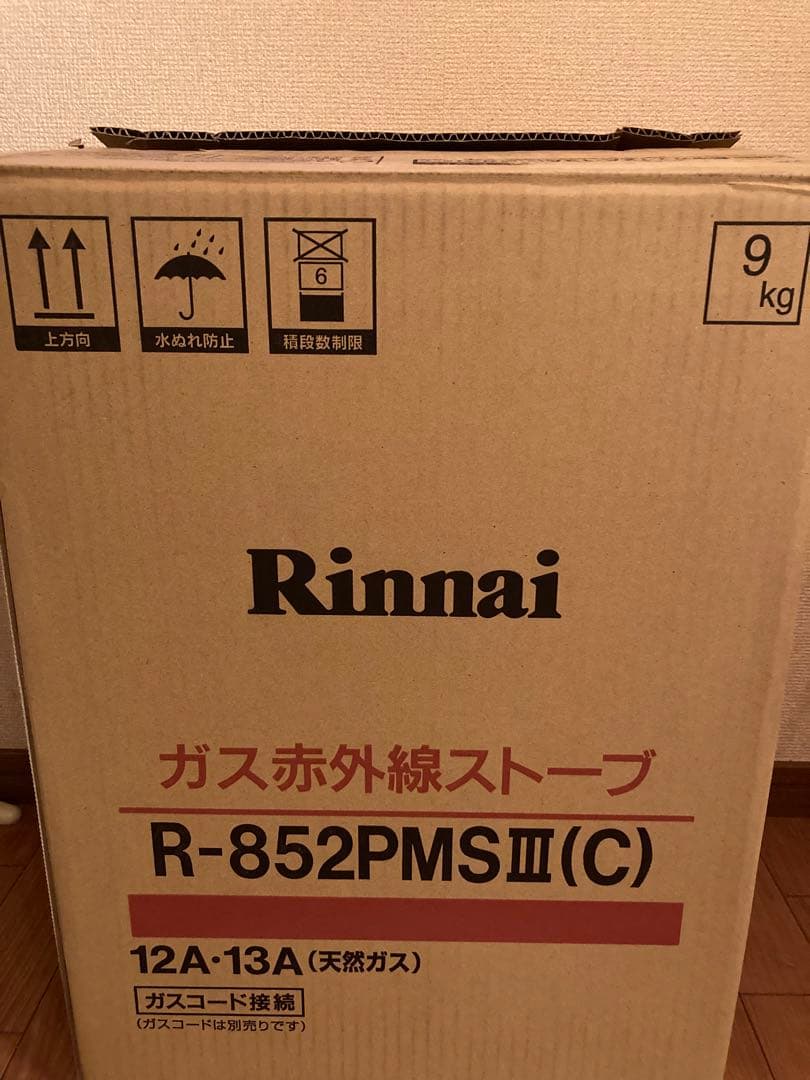 上方向
水ぬれ防止
6
積段数制限
9
kg
Rinnai
ガス赤外線ストーブ
R-852PMSⅢ(C)
12A・13A(天然ガス)
ガスコード接続
(ガスコードは別売りです)